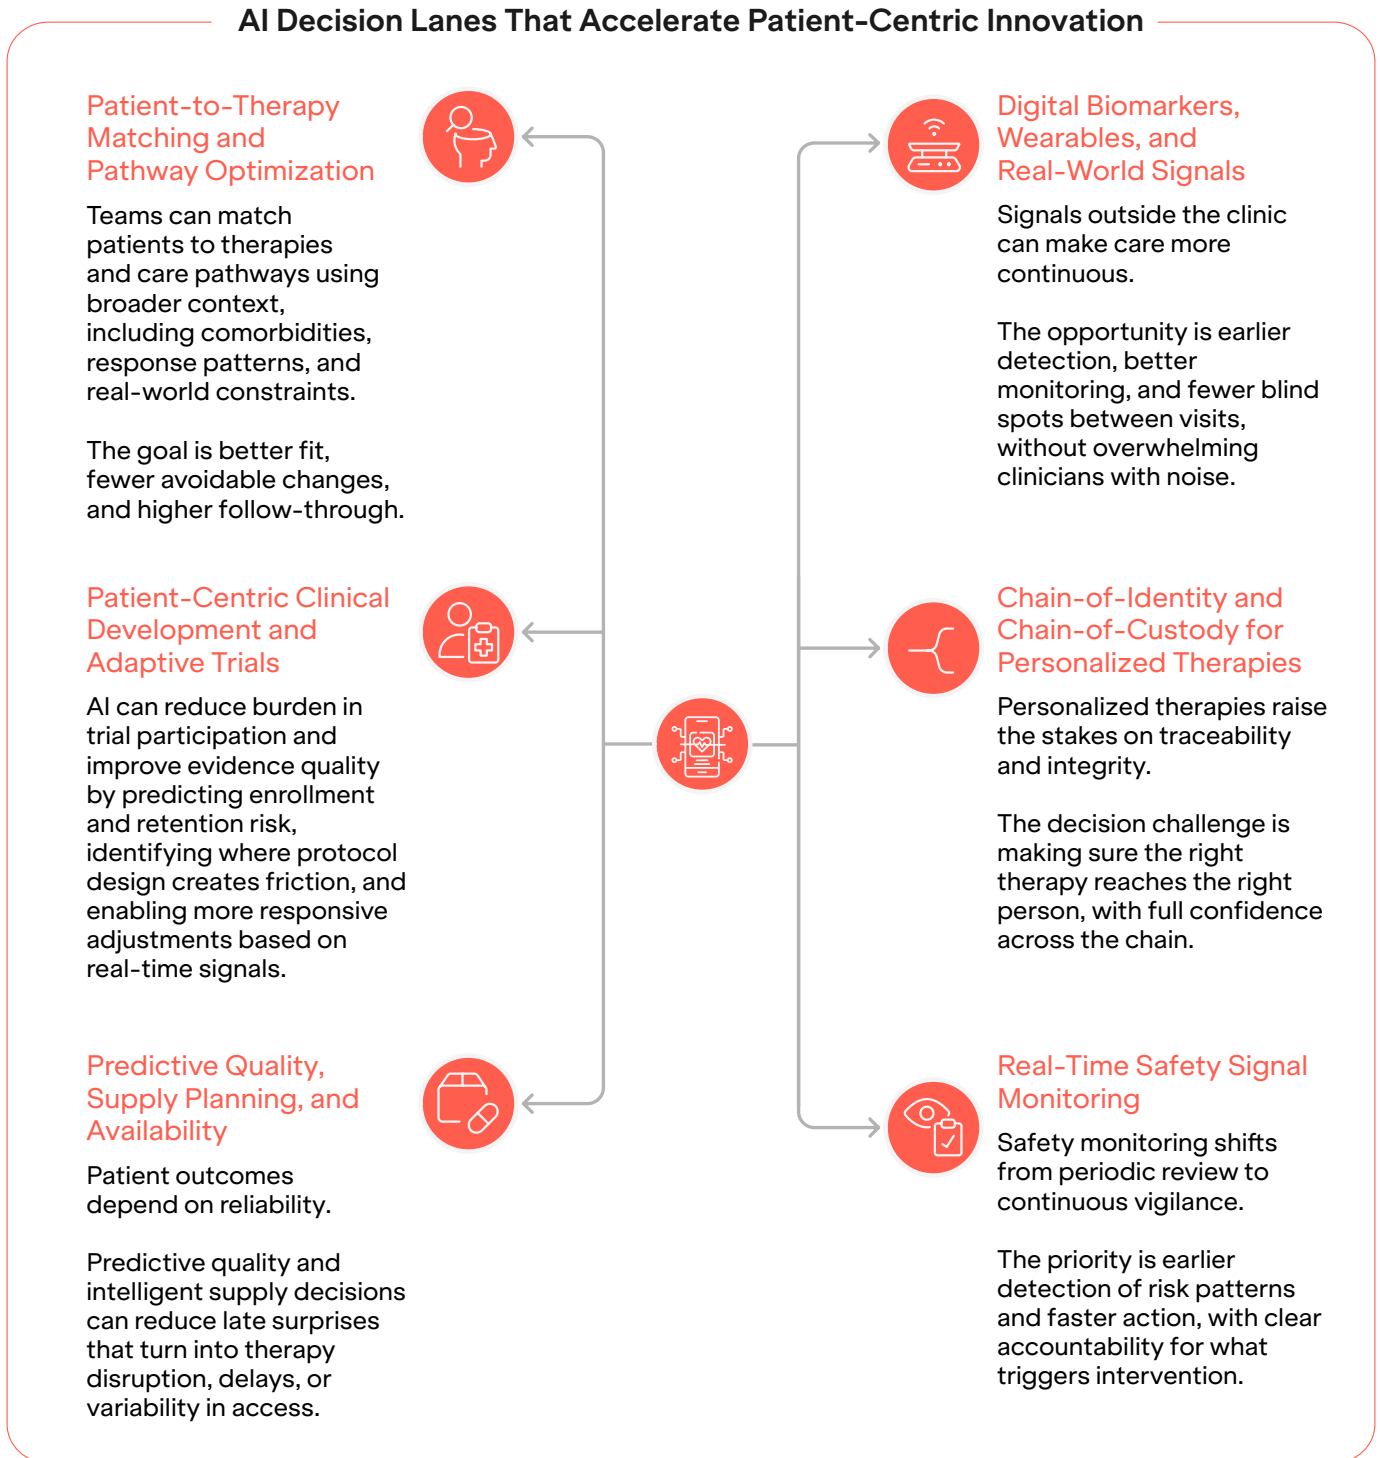 AI Decision Lanes That Accelerate Patient-Centric Innovation
Patient-to-Therapy
Matching and
Pathway Optimization
Teams can match
patients to therapies
and care pathways using
broader context,
including comorbidities,
response patterns, and
real-world constraints.
The goal is better fit,
fewer avoidable changes,
and higher follow-through.
Patient-Centric Clinical
Development and
Adaptive Trials
AI can reduce burden in
trial participation and
improve evidence quality
by predicting enrollment
and retention risk,
identifying where protocol
design creates friction, and
enabling more responsive
adjustments based on
real-time signals.
Predictive Quality,
Supply Planning, and
Availability
Patient outcomes
depend on reliability.
Predictive quality and
intelligent supply decisions
can reduce late surprises
that turn into therapy
disruption, delays, or
variability in access.
Digital Biomarkers,
Wearables, and
Real-World Signals
Signals outside the clinic
can make care more
continuous.
The opportunity is earlier
detection, better
monitoring, and fewer blind
spots between visits,
without overwhelming
clinicians with noise.
Chain-of-Identity and
Chain-of-Custody for
Personalized Therapies
Personalized therapies raise
the stakes on traceability
and integrity.
The decision challenge is
making sure the right
therapy reaches the right
person, with full confidence
across the chain.
Real-Time Safety Signal
Monitoring
Safety monitoring shifts
from periodic review to
continuous vigilance.
The priority is earlier
detection of risk patterns
and faster action, with clear
accountability for what
triggers intervention.